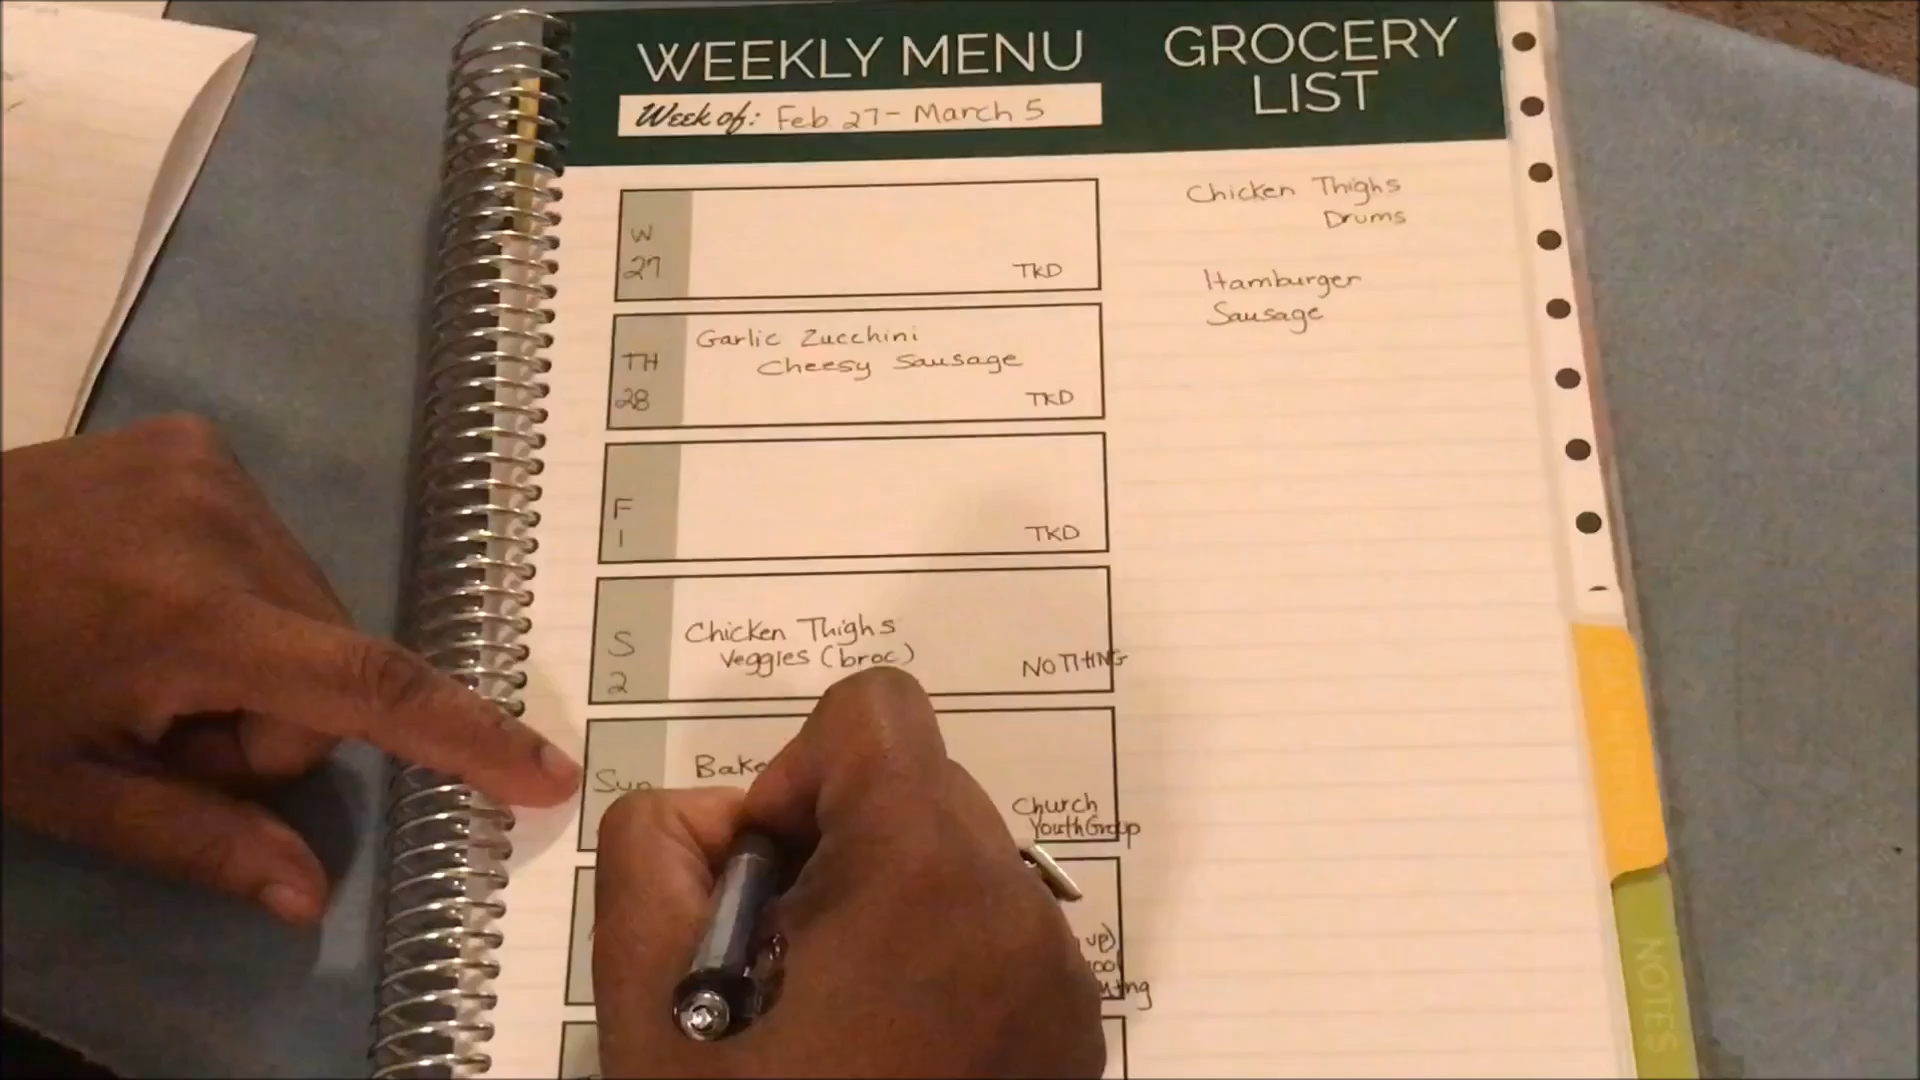 WEEKLY MENU
Week of: Feb 27 - March 5
GROCERY
LIST
W
27
TKD
TH
28
Garlic Zucchini
Cheesy Sausage
TKD
F
1
TKD
S
2
Chicken Thighs
Veggies (broc)
NOTHING
Sun
Bake
Church
Youth Group
Chicken Thighs
Drums
Hamburger
Sausage
NOTES